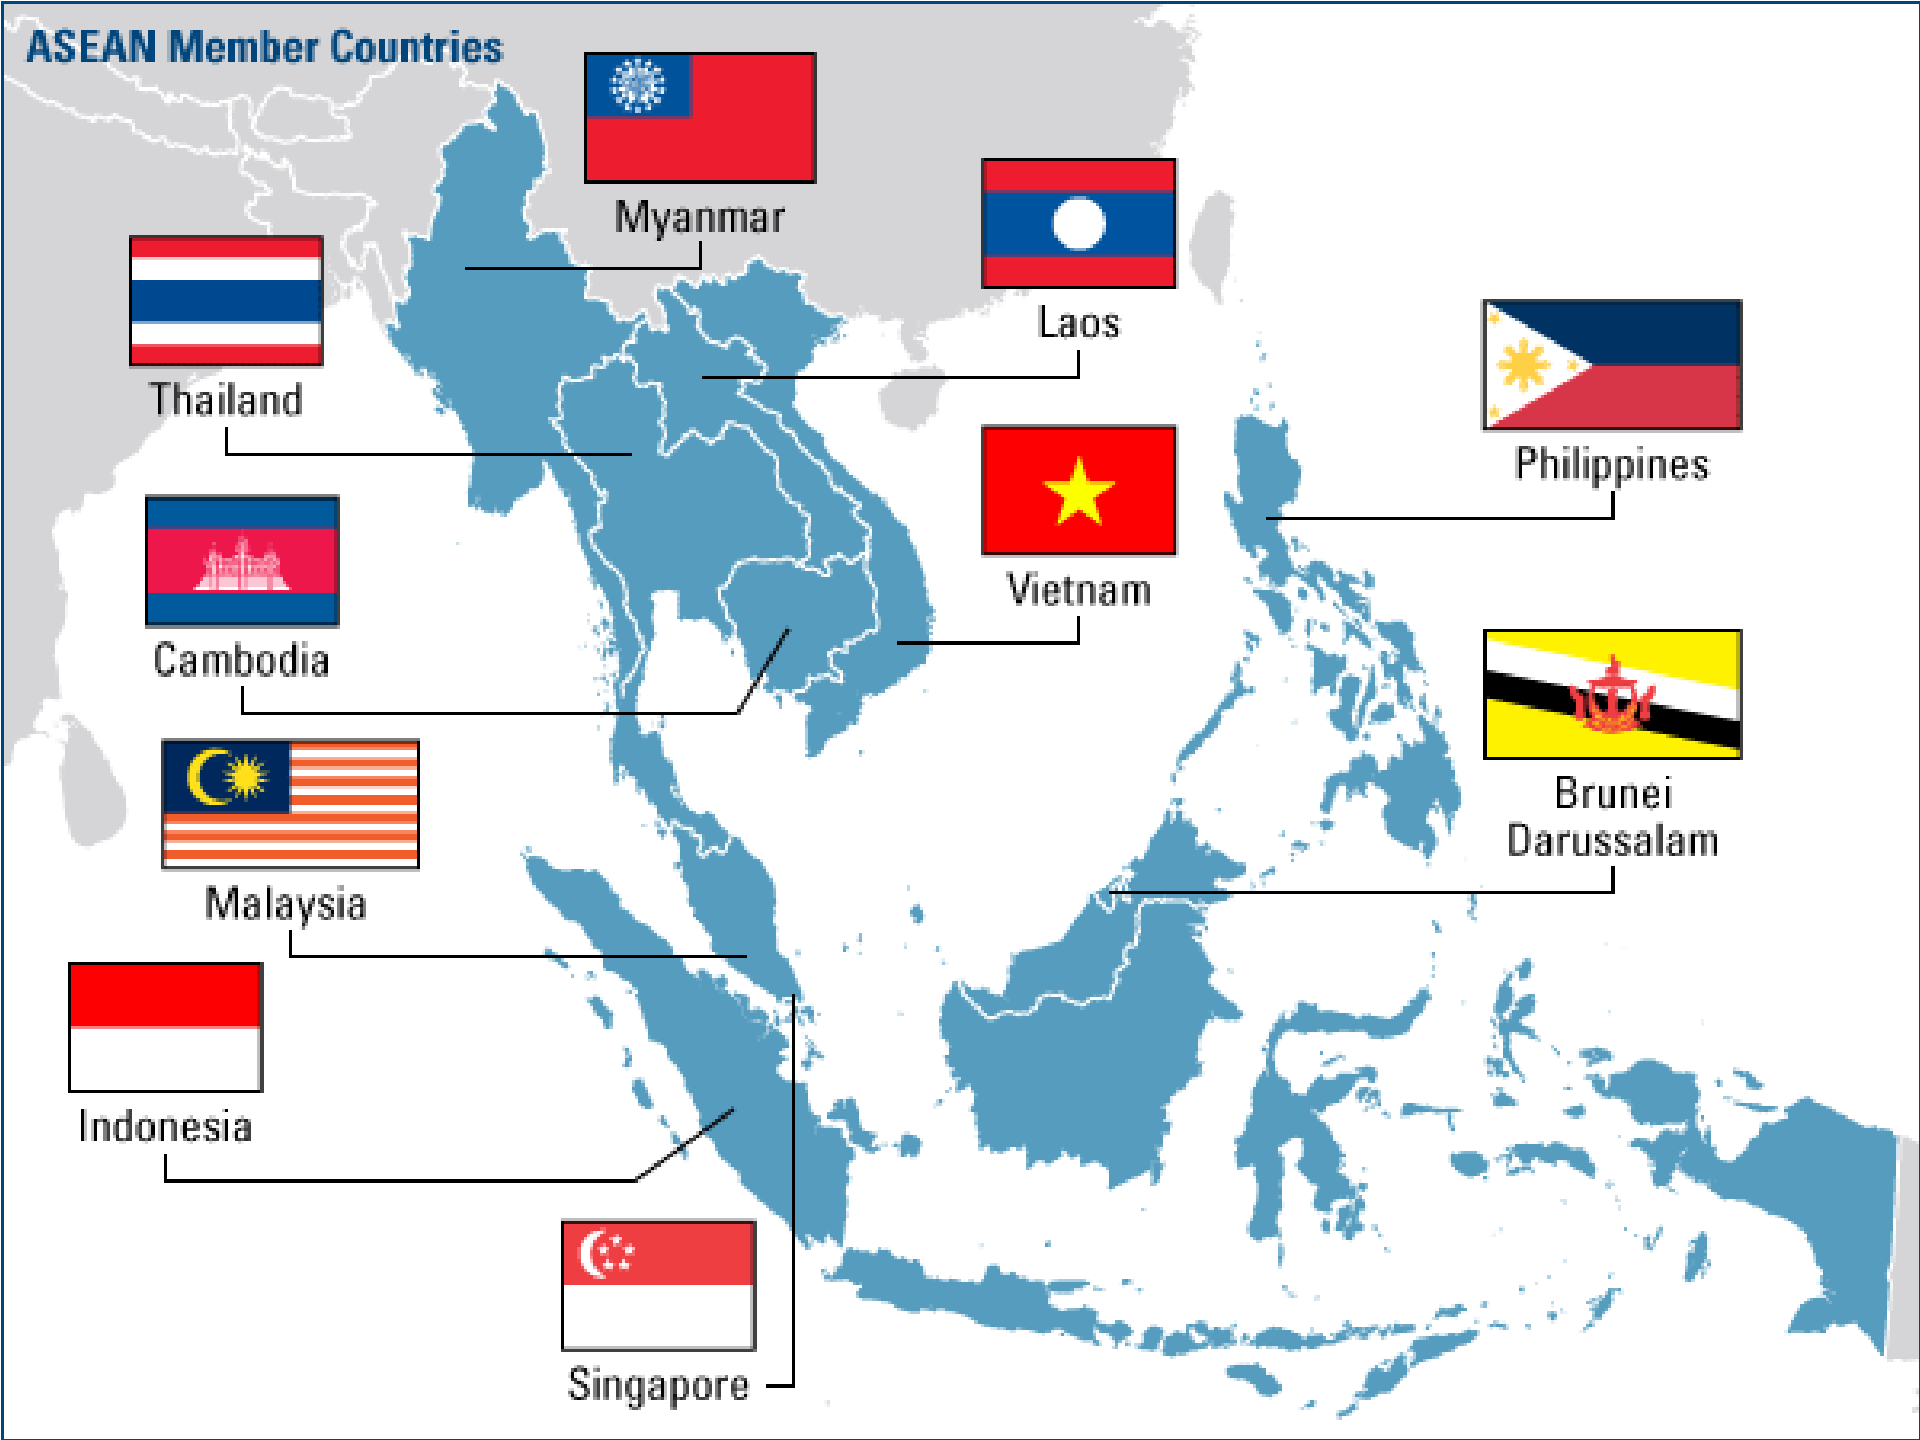 ASEAN Member Countries
Myanmar
Laos
Thailand
Philippines
Vietnam
Cambodia
Brunei
Darussalam
Malaysia
Indonesia
Singapore